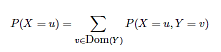 P(X = u) = ∑ P(X = u, Y = v)
v∈Dom(Y)